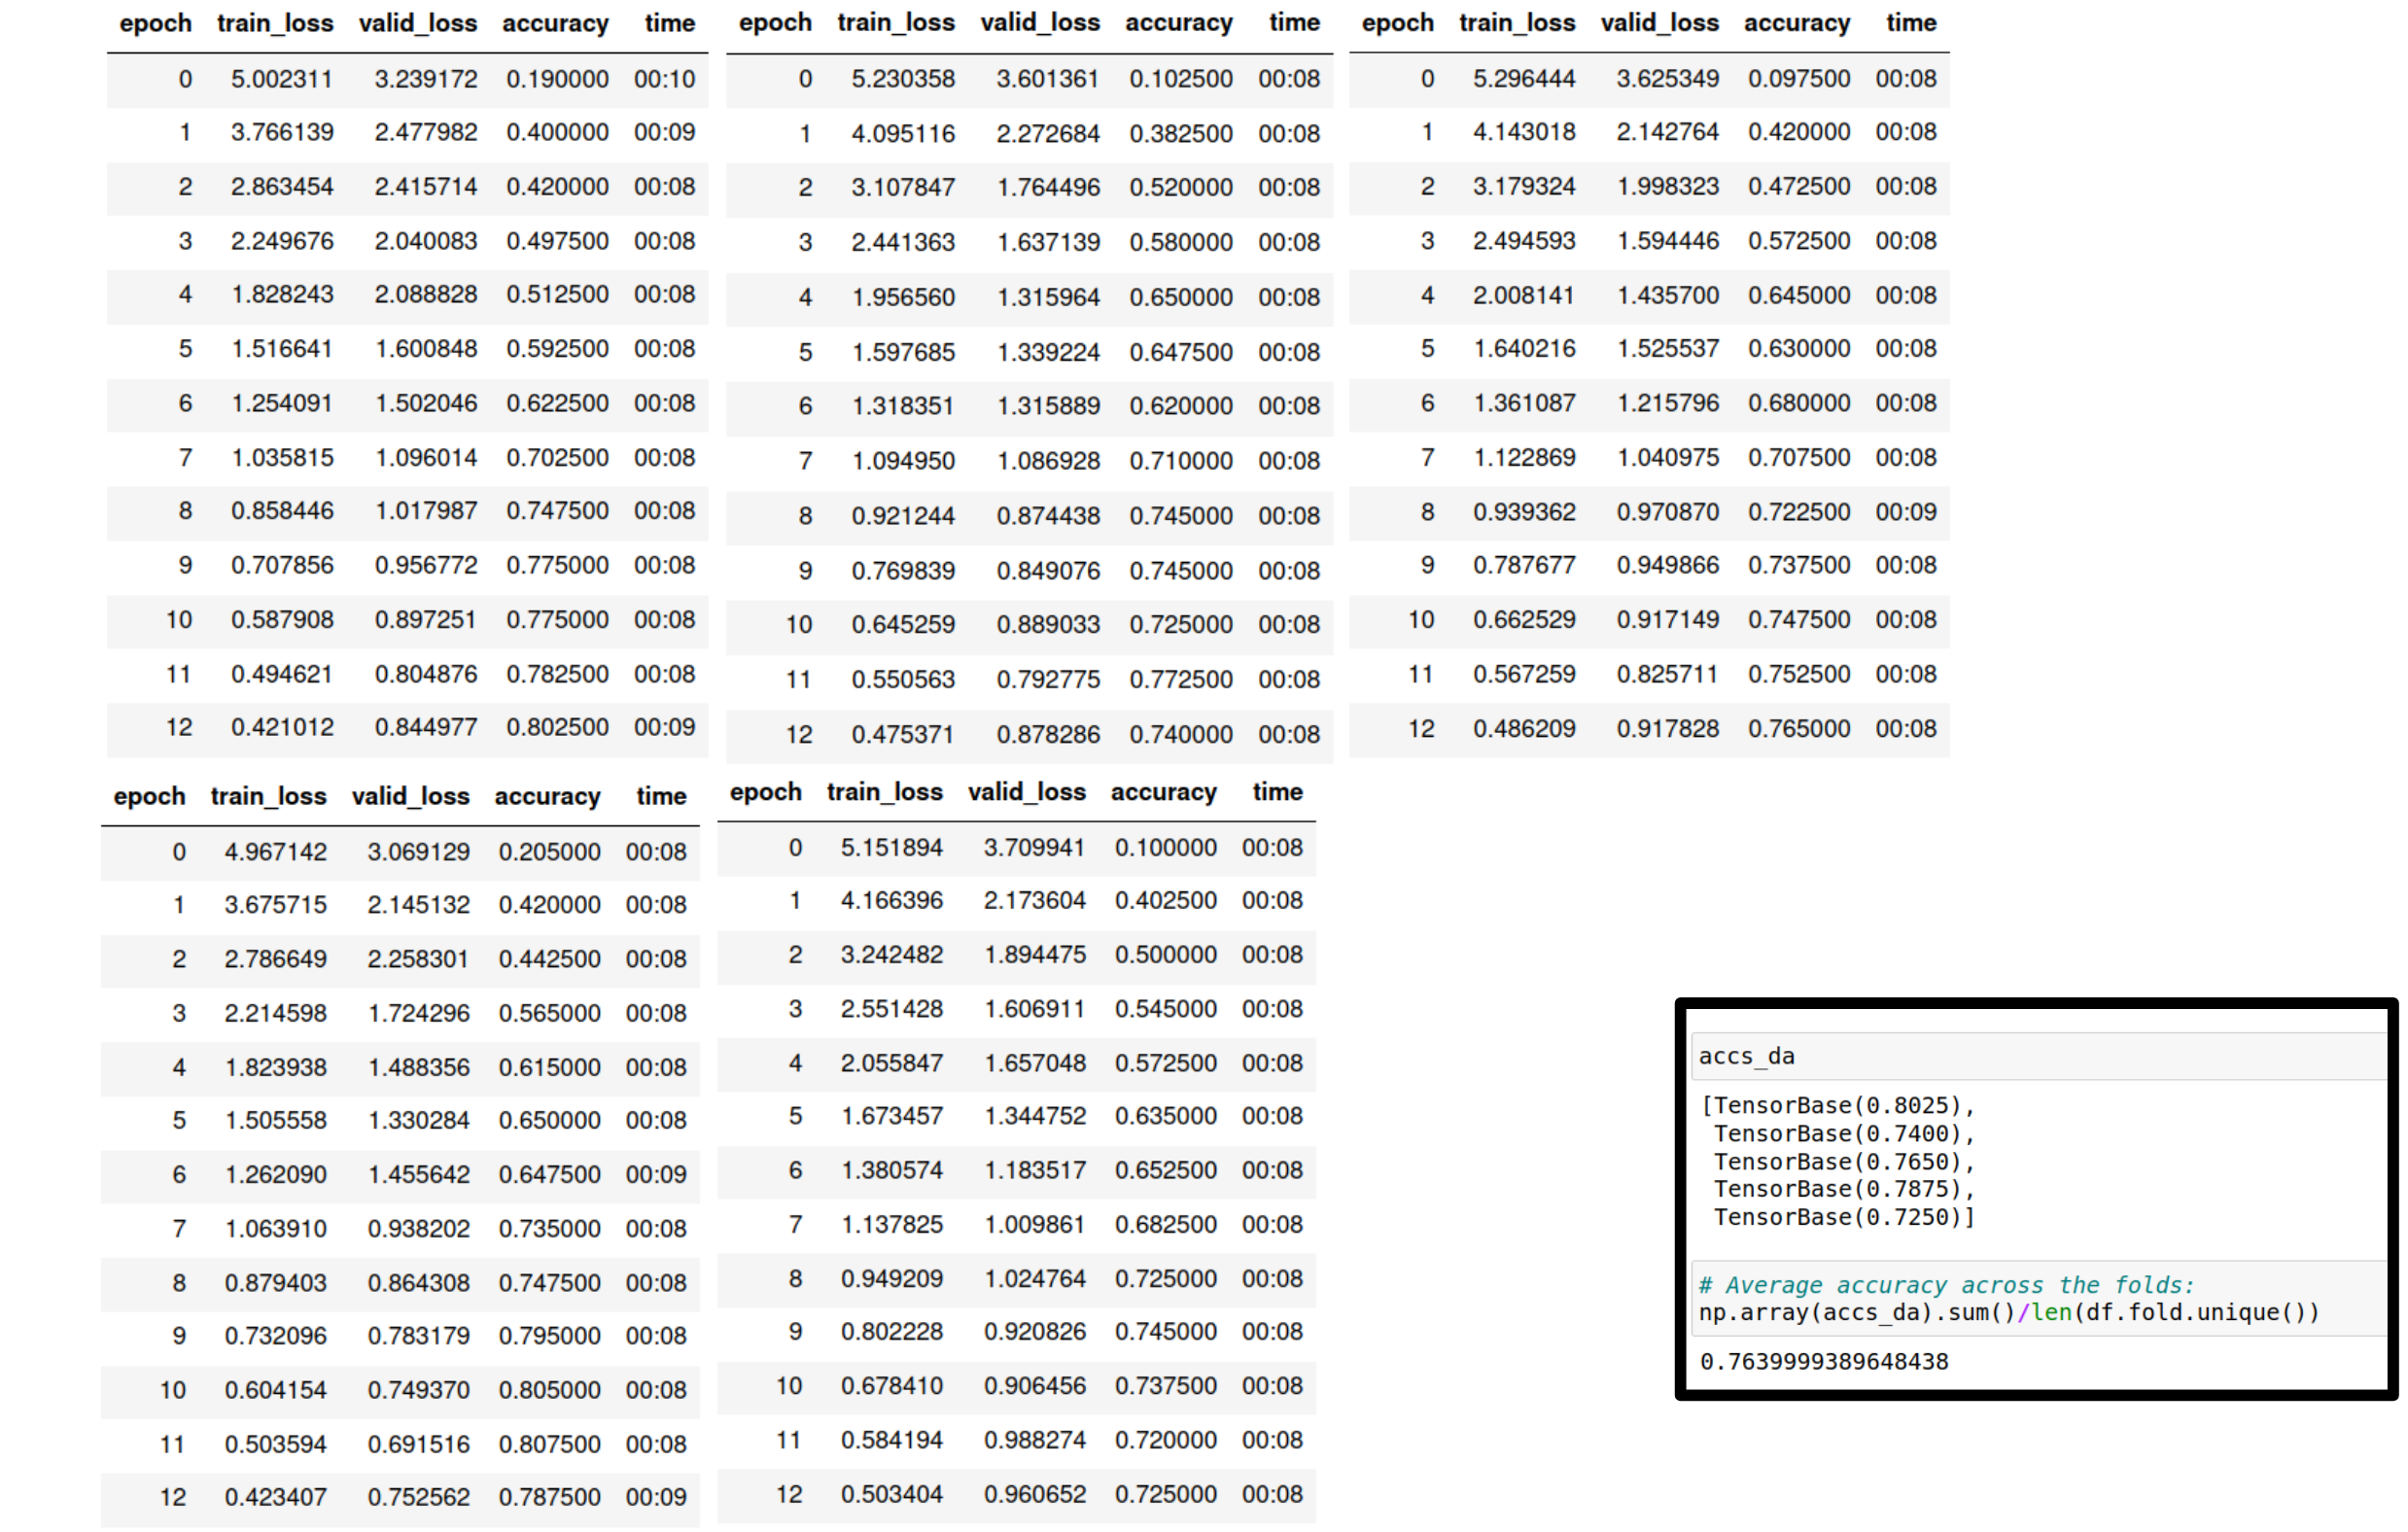 epoch train_loss valid_loss accuracy time
0 5.002311 3.239172 0.190000 00:10
1 3.766139 2.477982 0.400000 00:09
2 2.863454 2.415714 0.420000 00:08
3 2.249676 2.040083 0.497500 00:08
4 1.828243 2.088828 0.512500 00:08
5 1.516641 1.600848 0.592500 00:08
6 1.254091 1.502046 0.622500 00:08
7 1.035815 1.096014 0.702500 00:08
8 0.858446 1.017987 0.747500 00:08
9 0.707856 0.956772 0.775000 00:08
10 0.587908 0.897251 0.775000 00:08
11 0.494621 0.804876 0.782500 00:08
12 0.421012 0.844977 0.802500 00:09
epoch train_loss valid_loss accuracy time
0 5.230358 3.601361 0.102500 00:08
1 4.095116 2.272684 0.382500 00:08
2 3.107847 1.764496 0.520000 00:08
3 2.441363 1.637139 0.580000 00:08
4 1.956560 1.315964 0.650000 00:08
5 1.597685 1.339224 0.647500 00:08
6 1.318351 1.315889 0.620000 00:08
7 1.094950 1.086928 0.710000 00:08
8 0.921244 0.874438 0.745000 00:08
9 0.769839 0.849076 0.745000 00:08
10 0.645259 0.889033 0.725000 00:08
11 0.550563 0.792775 0.772500 00:08
12 0.475371 0.878286 0.740000 00:08
epoch train_loss valid_loss accuracy time
0 5.296444 3.625349 0.097500 00:08
1 4.143018 2.142764 0.420000 00:08
2 3.179324 1.998323 0.472500 00:08
3 2.494593 1.594446 0.572500 00:08
4 2.008141 1.435700 0.645000 00:08
5 1.640216 1.525537 0.630000 00:08
6 1.361087 1.215796 0.680000 00:08
7 1.122869 1.040975 0.707500 00:08
8 0.939362 0.970870 0.722500 00:09
9 0.787677 0.949866 0.737500 00:08
10 0.662529 0.917149 0.747500 00:08
11 0.567259 0.825711 0.752500 00:08
12 0.486209 0.917828 0.765000 00:08
epoch train_loss valid_loss accuracy time
0 4.967142 3.069129 0.205000 00:08
1 3.675715 2.145132 0.420000 00:08
2 2.786649 2.258301 0.442500 00:08
3 2.214598 1.724296 0.565000 00:08
4 1.823938 1.488356 0.615000 00:08
5 1.505558 1.330284 0.650000 00:08
6 1.262090 1.455642 0.647500 00:09
7 1.063910 0.938202 0.735000 00:08
8 0.879403 0.864308 0.747500 00:08
9 0.732096 0.783179 0.795000 00:08
10 0.604154 0.749370 0.805000 00:08
11 0.503594 0.691516 0.807500 00:08
12 0.423407 0.752562 0.787500 00:09
epoch train_loss valid_loss accuracy time
0 5.151894 3.709941 0.100000 00:08
1 4.166396 2.173604 0.402500 00:08
2 3.242482 1.894475 0.500000 00:08
3 2.551428 1.606911 0.545000 00:08
4 2.055847 1.657048 0.572500 00:08
5 1.673457 1.344752 0.635000 00:08
6 1.380574 1.183517 0.652500 00:08
7 1.137825 1.009861 0.682500 00:08
8 0.949209 1.024764 0.725000 00:08
9 0.802228 0.920826 0.745000 00:08
10 0.678410 0.906456 0.737500 00:08
11 0.584194 0.988274 0.720000 00:08
12 0.503404 0.960652 0.725000 00:08
accs_da
[TensorBase(0.8025),
TensorBase(0.7400),
TensorBase(0.7650),
TensorBase(0.7875),
TensorBase(0.7250)]
# Average accuracy across the folds:
np.array(accs_da).sum()/len(df.fold.unique())
0.7639999389648438